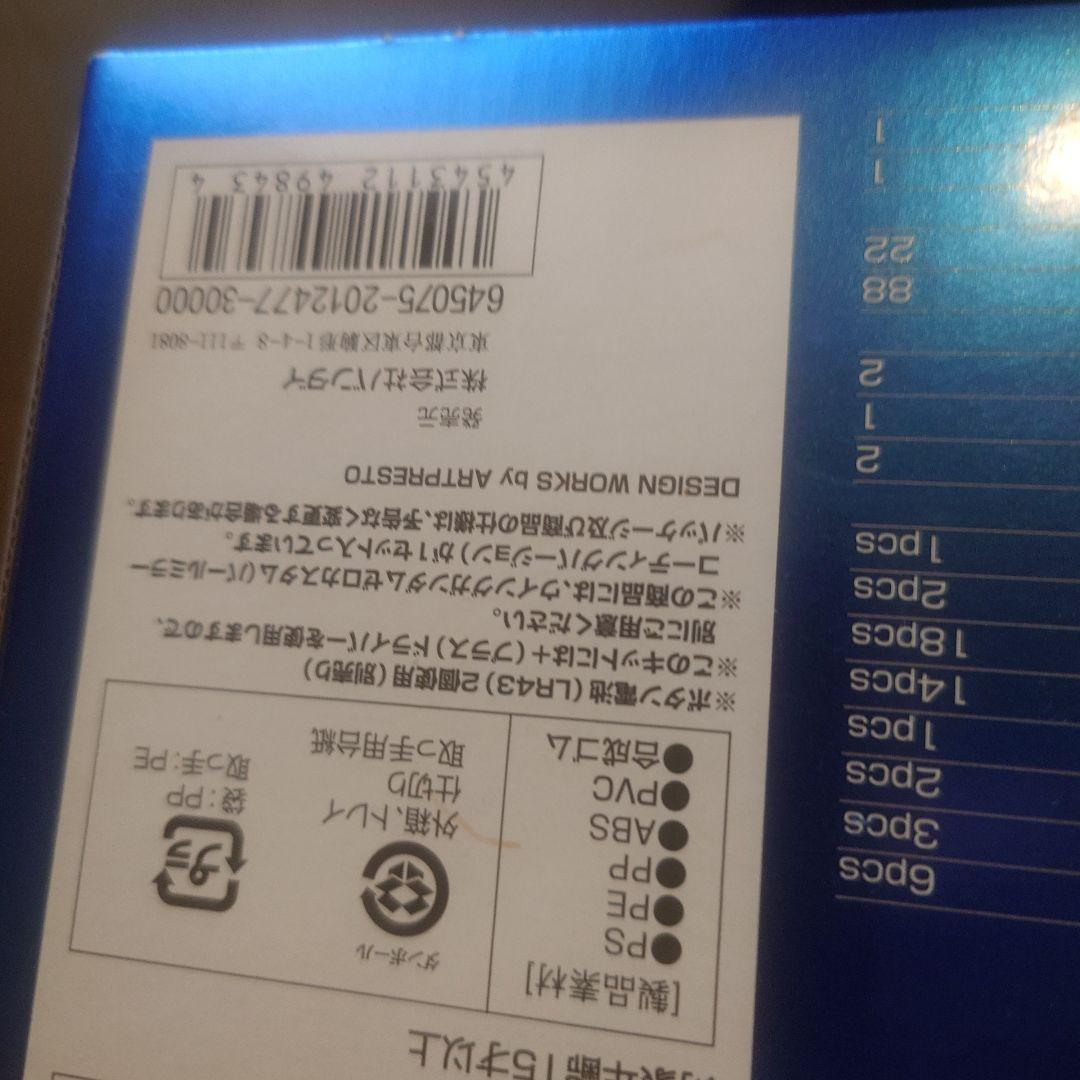 対象年齢15才以上
[製品素材]
●PS
●PE
●PP
●ABS
●PVC
●合成ゴム
ダンボール
外箱、トレイ
仕切り
取っ手用台紙
プラ
袋:PP
取っ手:PE
※ボタン電池(LR43)2個使用(別売り)
※このキットには+(プラス)ドライバーを使用しますので、
別にご用意ください。
※この商品には、ウイングガンダムゼロカスタム(パールミラー
コーティングバージョン)が1セット入っています。
※パッケージ及び商品の仕様は、予告なく変更する場合があります。
DESIGN WORKS by ARTPRESTO
発売元
株式会社バンダイ
東京都台東区駒形1-4-8 〒111-8081
645075-2012477-30000
4543112 49843 4
6pcs
3pcs
2pcs
1pcs
14pcs
18pcs
2pcs
1pcs
2
1
2
88
22
1
1